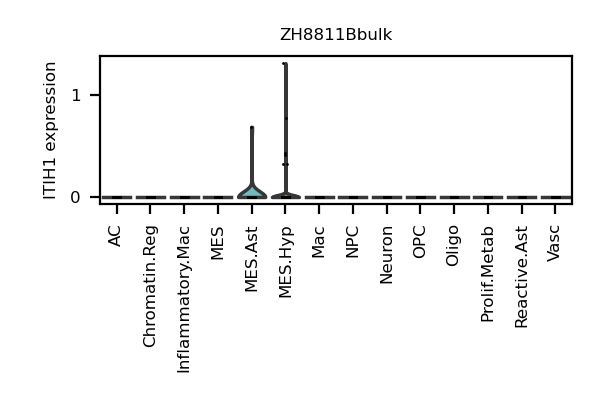 ZH8811Bbulk
ITIH1 expression
1
0
AC
Chromatin.Reg
Inflammatory.Mac
MES
MES.Ast
MES.Hyp
Mac
NPC
Neuron
OPC
Oligo
Prolif.Metab
Reactive.Ast
Vasc